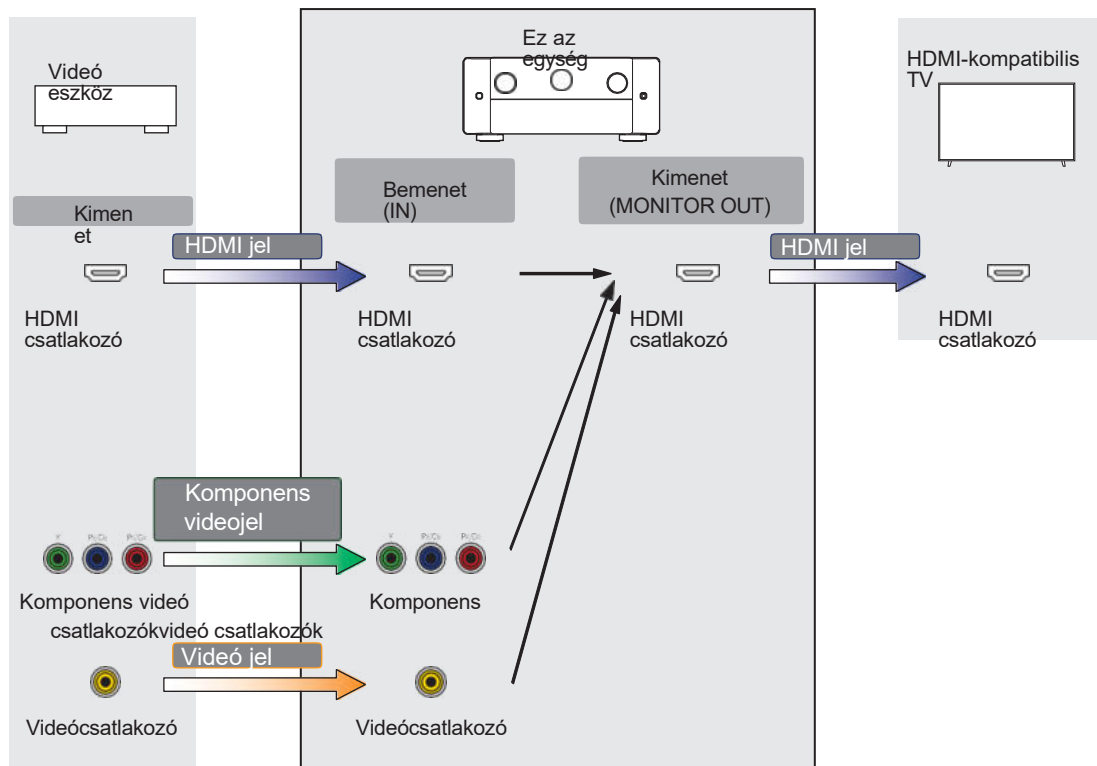 Videó
eszköz
Ez az
egység
HDMI-kompatibilis
TV
Kimen
et
Bemenet
(IN)
Kimenet
(MONITOR OUT)
HDMI jel
HDMI jel
HDMI
csatlakozó
HDMI
csatlakozó
HDMI
csatlakozó
HDMI
csatlakozó
Komponens
videojel
Komponens videó
Komponens
csatlakozókvideó csatlakozók
Videó jel
Videócsatlakozó
Videócsatlakozó